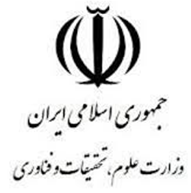 جمهوری اسلامی ایران
وزارت علوم، تحقیقات و فناوری